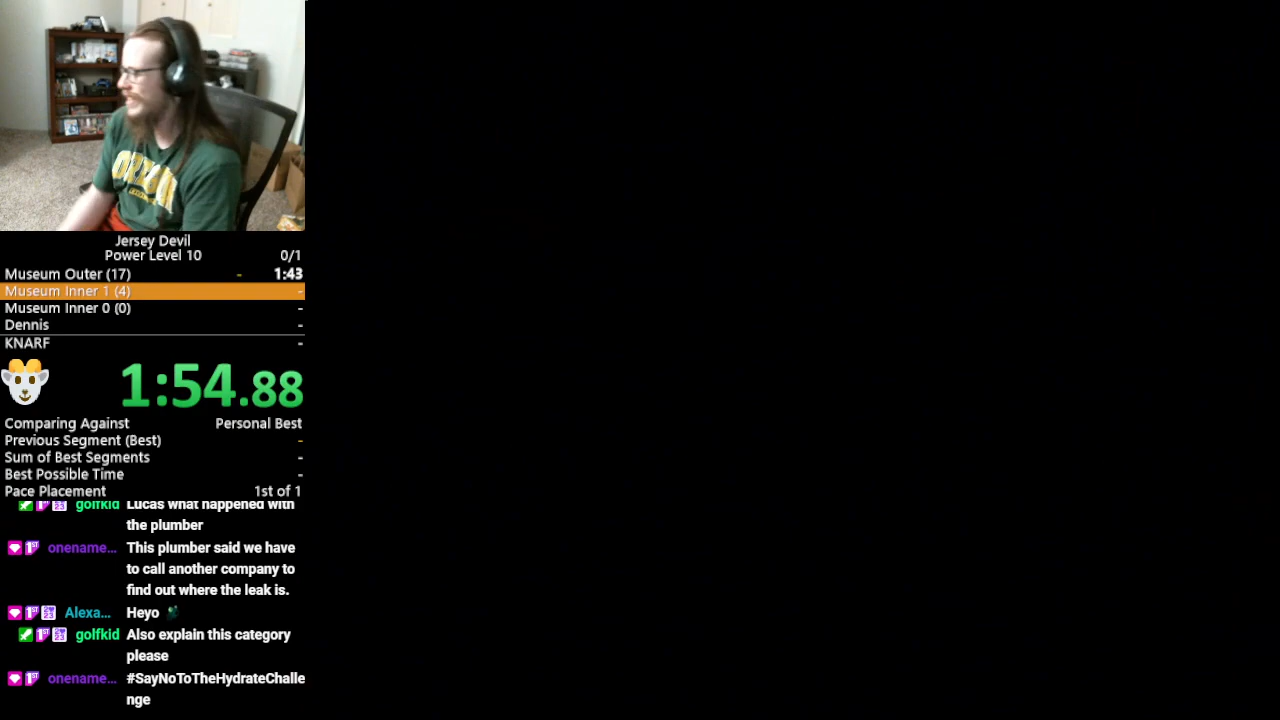 Jersey Devil
Power Level 10 0/1
Museum Outer (17) - 1:43
Museum Inner 1 (4) -
Museum Inner 0 (0) -
Dennis -
KNARF -
1:54.88
Comparing Against Personal Best
Previous Segment (Best) -
Sum of Best Segments -
Best Possible Time -
Pace Placement 1st of 1
golfkid Lucas what happened with
the plumber
onename... This plumber said we have
to call another company to
find out where the leak is.
Alexa... Heyo
golfkid Also explain this category
please
onename... #SayNoToTheHydrateChalle
nge